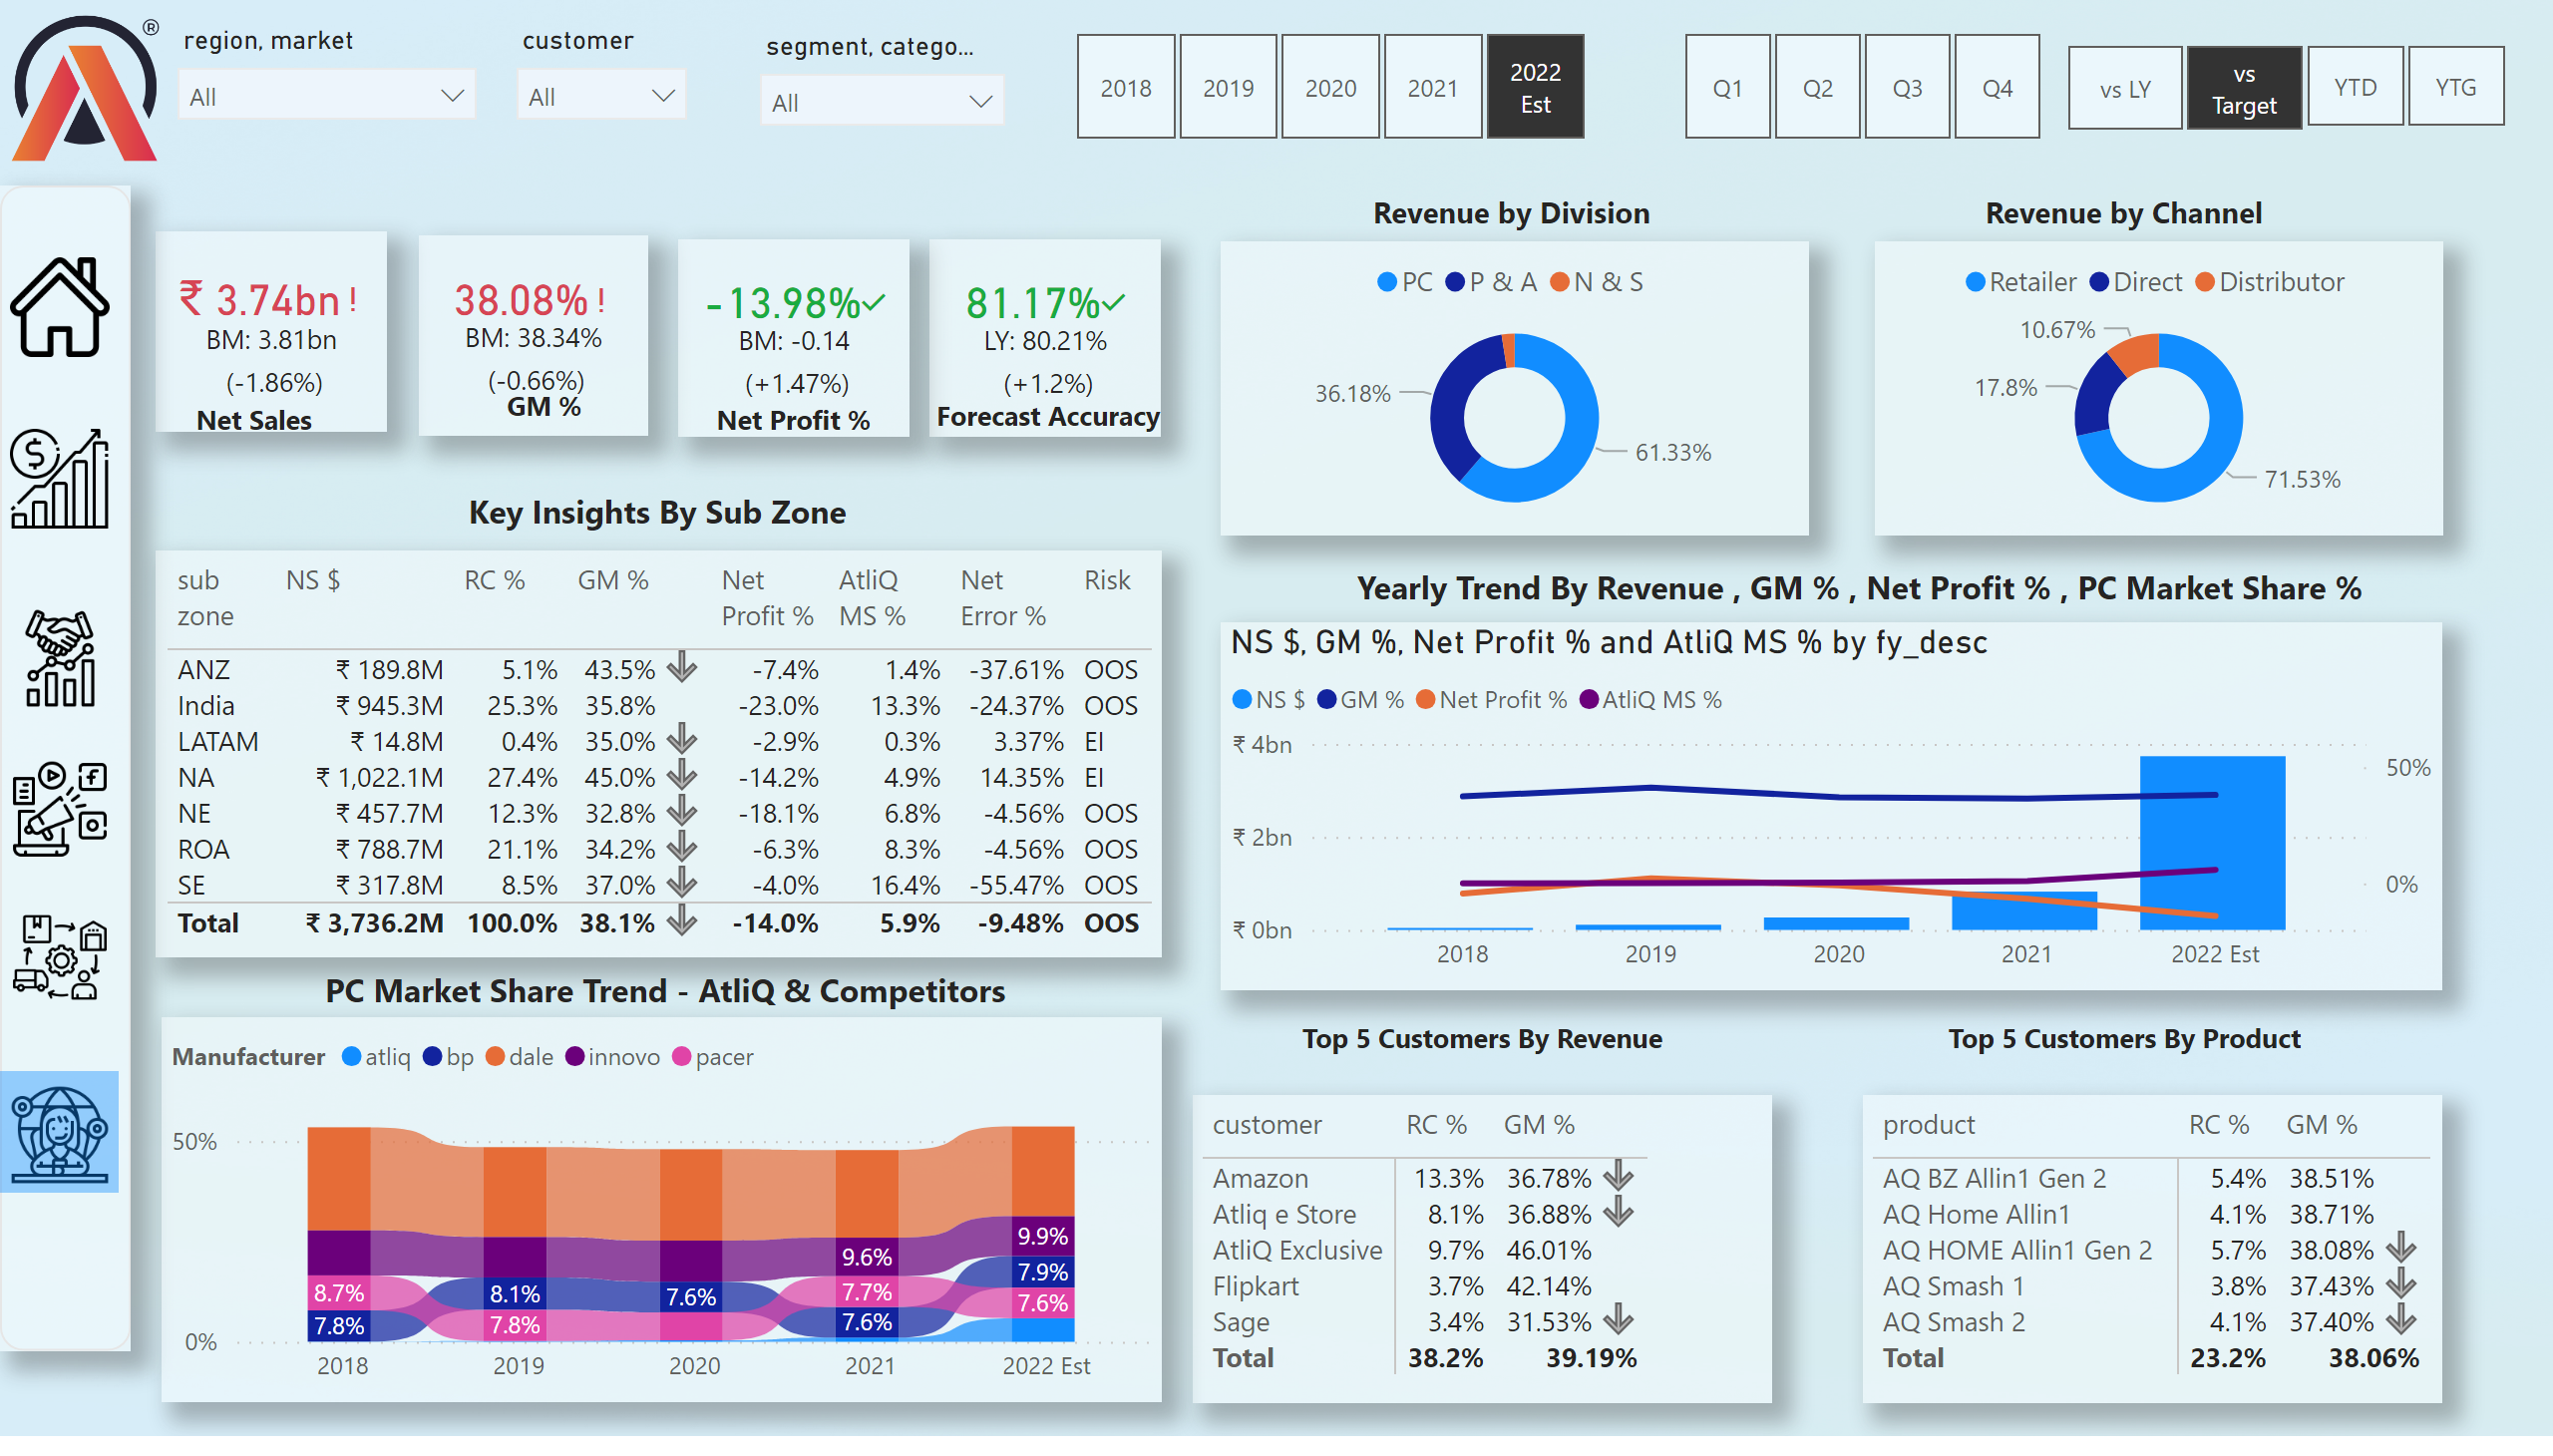 ®
region, market
All
customer
All
segment, catego...
All
2018
2019
2020
2021
2022
Est
Q1
Q2
Q3
Q4
vs LY
vs
Target
YTD
YTG
₹ 3.74bn !
BM: 3.81bn
(-1.86%)
Net Sales
38.08% !
BM: 38.34%
(-0.66%)
GM %
-13.98%✓
BM: -0.14
(+1.47%)
Net Profit %
81.17%✓
LY: 80.21%
(+1.2%)
Forecast Accuracy
Revenue by Division
PC P & A N & S
36.18%
61.33%
Revenue by Channel
Retailer Direct Distributor
10.67%
17.8%
71.53%
Key Insights By Sub Zone
sub zone NS $ RC % GM % Net Profit % AtliQ MS % Net Error % Risk
ANZ ₹ 189.8M 5.1% 43.5% -7.4% 1.4% -37.61% OOS
India ₹ 945.3M 25.3% 35.8% -23.0% 13.3% -24.37% OOS
LATAM ₹ 14.8M 0.4% 35.0% -2.9% 0.3% 3.37% EI
NA ₹ 1,022.1M 27.4% 45.0% -14.2% 4.9% 14.35% EI
NE ₹ 457.7M 12.3% 32.8% -18.1% 6.8% -4.56% OOS
ROA ₹ 788.7M 21.1% 34.2% -6.3% 8.3% -4.56% OOS
SE ₹ 317.8M 8.5% 37.0% -4.0% 16.4% -55.47% OOS
Total ₹ 3,736.2M 100.0% 38.1% -14.0% 5.9% -9.48% OOS
Yearly Trend By Revenue , GM % , Net Profit % , PC Market Share %
NS $, GM %, Net Profit % and AtliQ MS % by fy_desc
NS $ GM % Net Profit % AtliQ MS %
₹ 4bn
50%
₹ 2bn
0%
₹ 0bn
2018 2019 2020 2021 2022 Est
PC Market Share Trend - AtliQ & Competitors
Manufacturer atliq bp dale innovo pacer
50%
9.9%
9.6%
7.9%
8.7% 8.1% 7.6% 7.7% 7.6%
7.8% 7.8% 7.6%
0%
2018 2019 2020 2021 2022 Est
Top 5 Customers By Revenue
customer RC % GM %
Amazon 13.3% 36.78%
Atliq e Store 8.1% 36.88%
AtliQ Exclusive 9.7% 46.01%
Flipkart 3.7% 42.14%
Sage 3.4% 31.53%
Total 38.2% 39.19%
Top 5 Customers By Product
product RC % GM %
AQ BZ Allin1 Gen 2 5.4% 38.51%
AQ Home Allin1 4.1% 38.71%
AQ HOME Allin1 Gen 2 5.7% 38.08%
AQ Smash 1 3.8% 37.43%
AQ Smash 2 4.1% 37.40%
Total 23.2% 38.06%